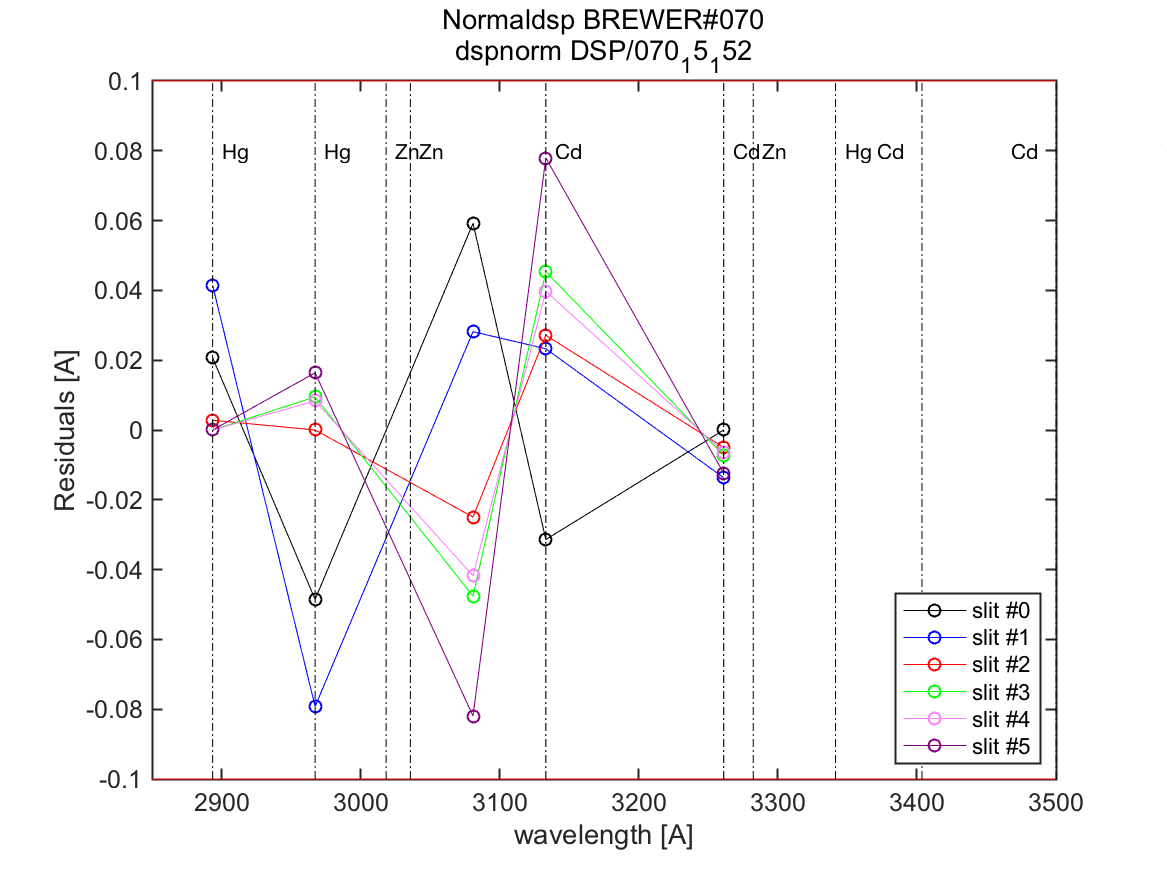 Normaldsp BREWER#070
dspnorm DSP/070₁5₁52
0.1
0.08
0.06
0.04
0.02
0
-0.02
-0.04
-0.06
-0.08
-0.1
Residuals [A]
Hg Hg ZnZn Cd CdZn Hg Cd Cd
slit #0
slit #1
slit #2
slit #3
slit #4
slit #5
2900 3000 3100 3200 3300 3400 3500
wavelength [A]